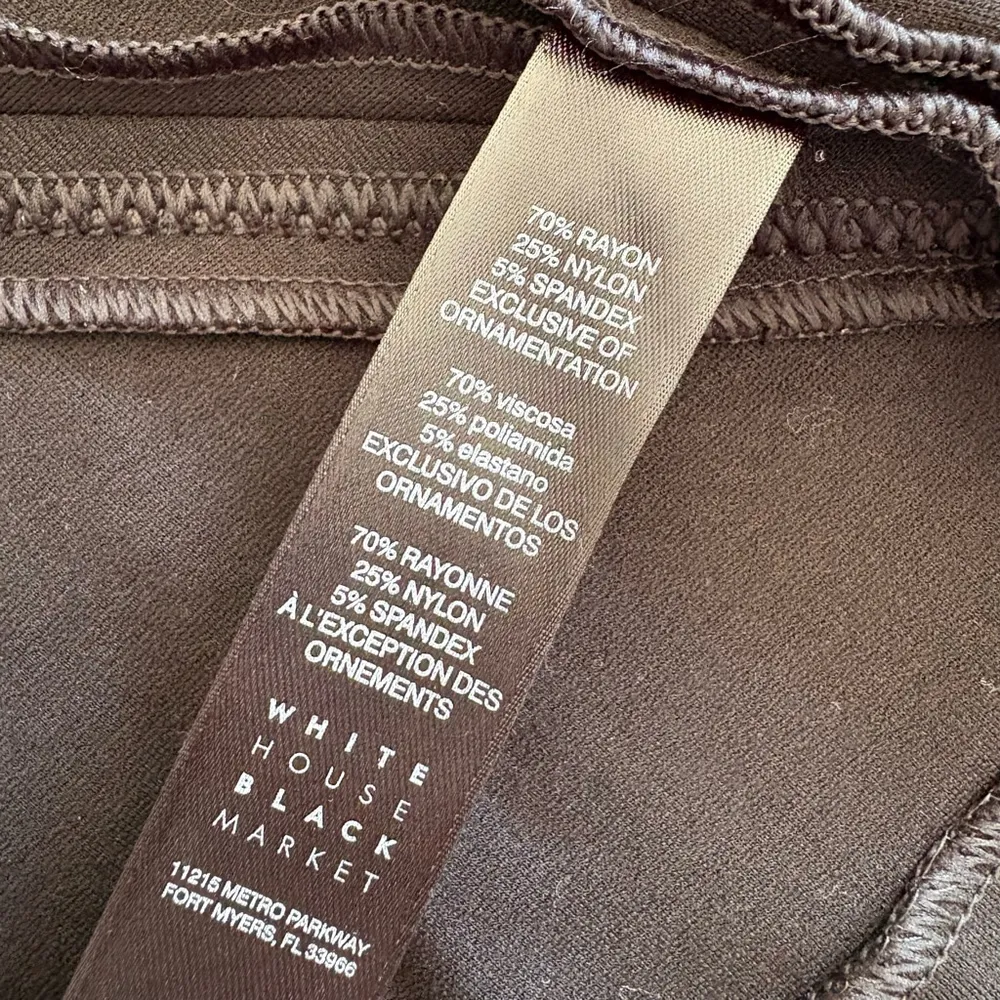 70% RAYON
25% NYLON
5% SPANDEX
EXCLUSIVE OF
ORNAMENTATION
70% viscosa
25% poliamida
5% elastano
EXCLUSIVO DE LOS
ORNAMENTOS
70% RAYONNE
25% NYLON
5% SPANDEX
À L'EXCEPTION DES
ORNEMENTS
WHITE
HOUSE
BLACK
MARKET
11215 METRO PARKWAY
FORT MYERS, FL 33966